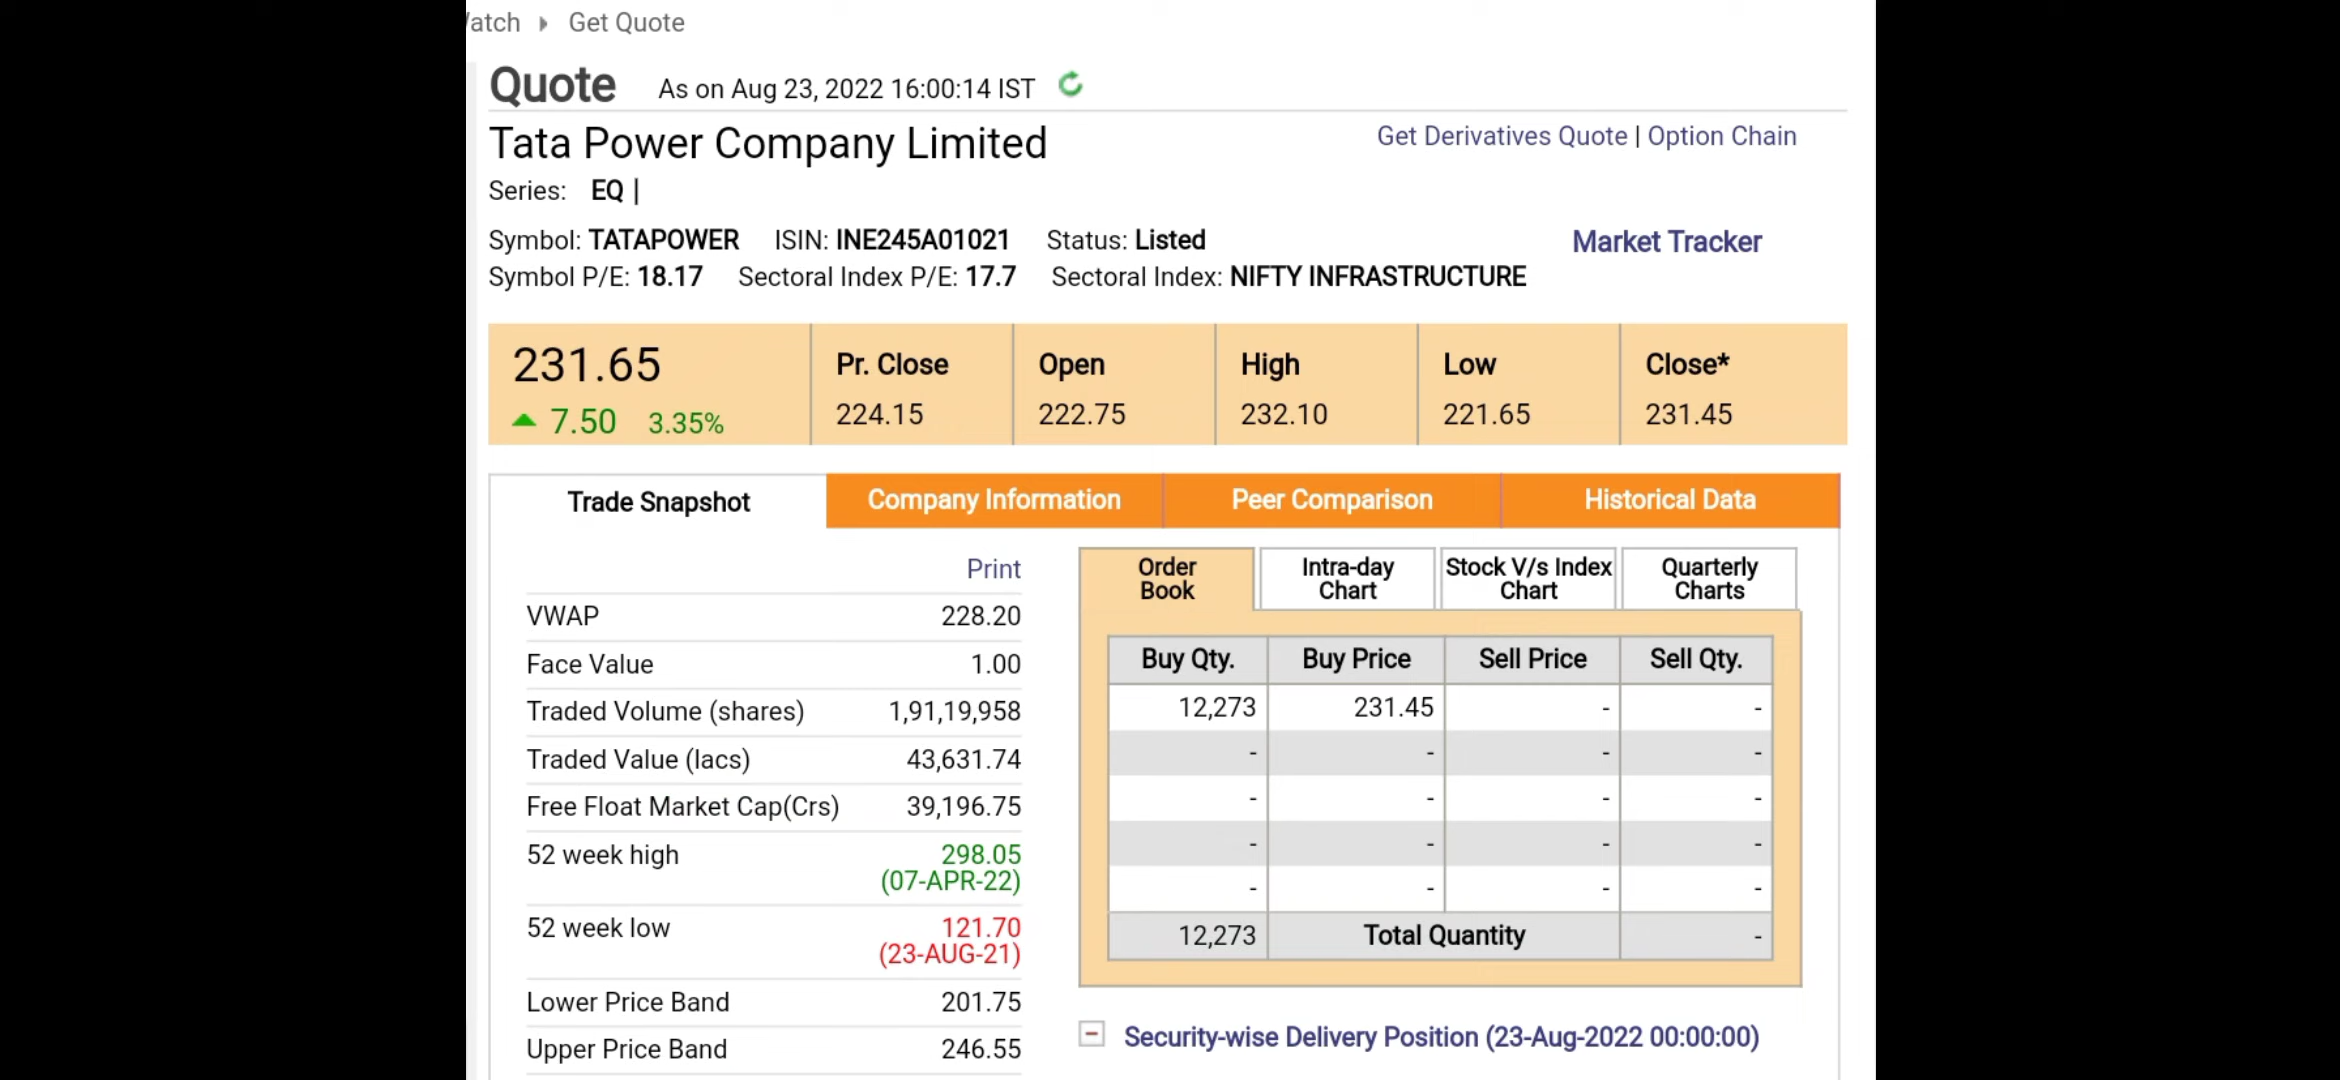 Get Quote
Quote As on Aug 23, 2022 16:00:14 IST
Tata Power Company Limited
Get Derivatives Quote | Option Chain
Series: EQ |
Symbol: TATAPOWER ISIN: INE245A01021 Status: Listed
Market Tracker
Symbol P/E: 18.17 Sectoral Index P/E: 17.7 Sectoral Index: NIFTY INFRASTRUCTURE
231.65
7.50 3.35%
Pr. Close Open High Low Close*
224.15 222.75 232.10 221.65 231.45
Trade Snapshot Company Information Peer Comparison Historical Data
Print
VWAP 228.20
Face Value 1.00
Traded Volume (shares) 1,91,19,958
Traded Value (lacs) 43,631.74
Free Float Market Cap(Crs) 39,196.75
52 week high 298.05
(07-APR-22)
52 week low 121.70
(23-AUG-21)
Lower Price Band 201.75
Upper Price Band 246.55
Order Book
Intra-day Chart
Stock V/s Index Chart
Quarterly Charts
Buy Qty. Buy Price Sell Price Sell Qty.
12,273 231.45 - -
- - - -
- - - -
- - - -
- - - -
12,273 Total Quantity -
Security-wise Delivery Position (23-Aug-2022 00:00:00)